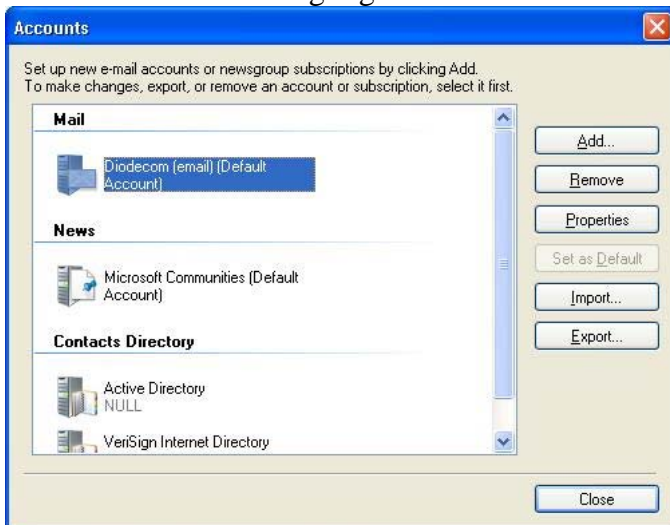 Accounts
Set up new e-mail accounts or newsgroup subscriptions by clicking Add.
To make changes, export, or remove an account or subscription, select it first.
Mail
Diodecom (email) (Default
Account)
News
Microsoft Communities (Default
Account)
Contacts Directory
Active Directory
NULL
VeriSign Internet Directory
Add...
Remove
Properties
Set as Default
Import...
Export...
Close